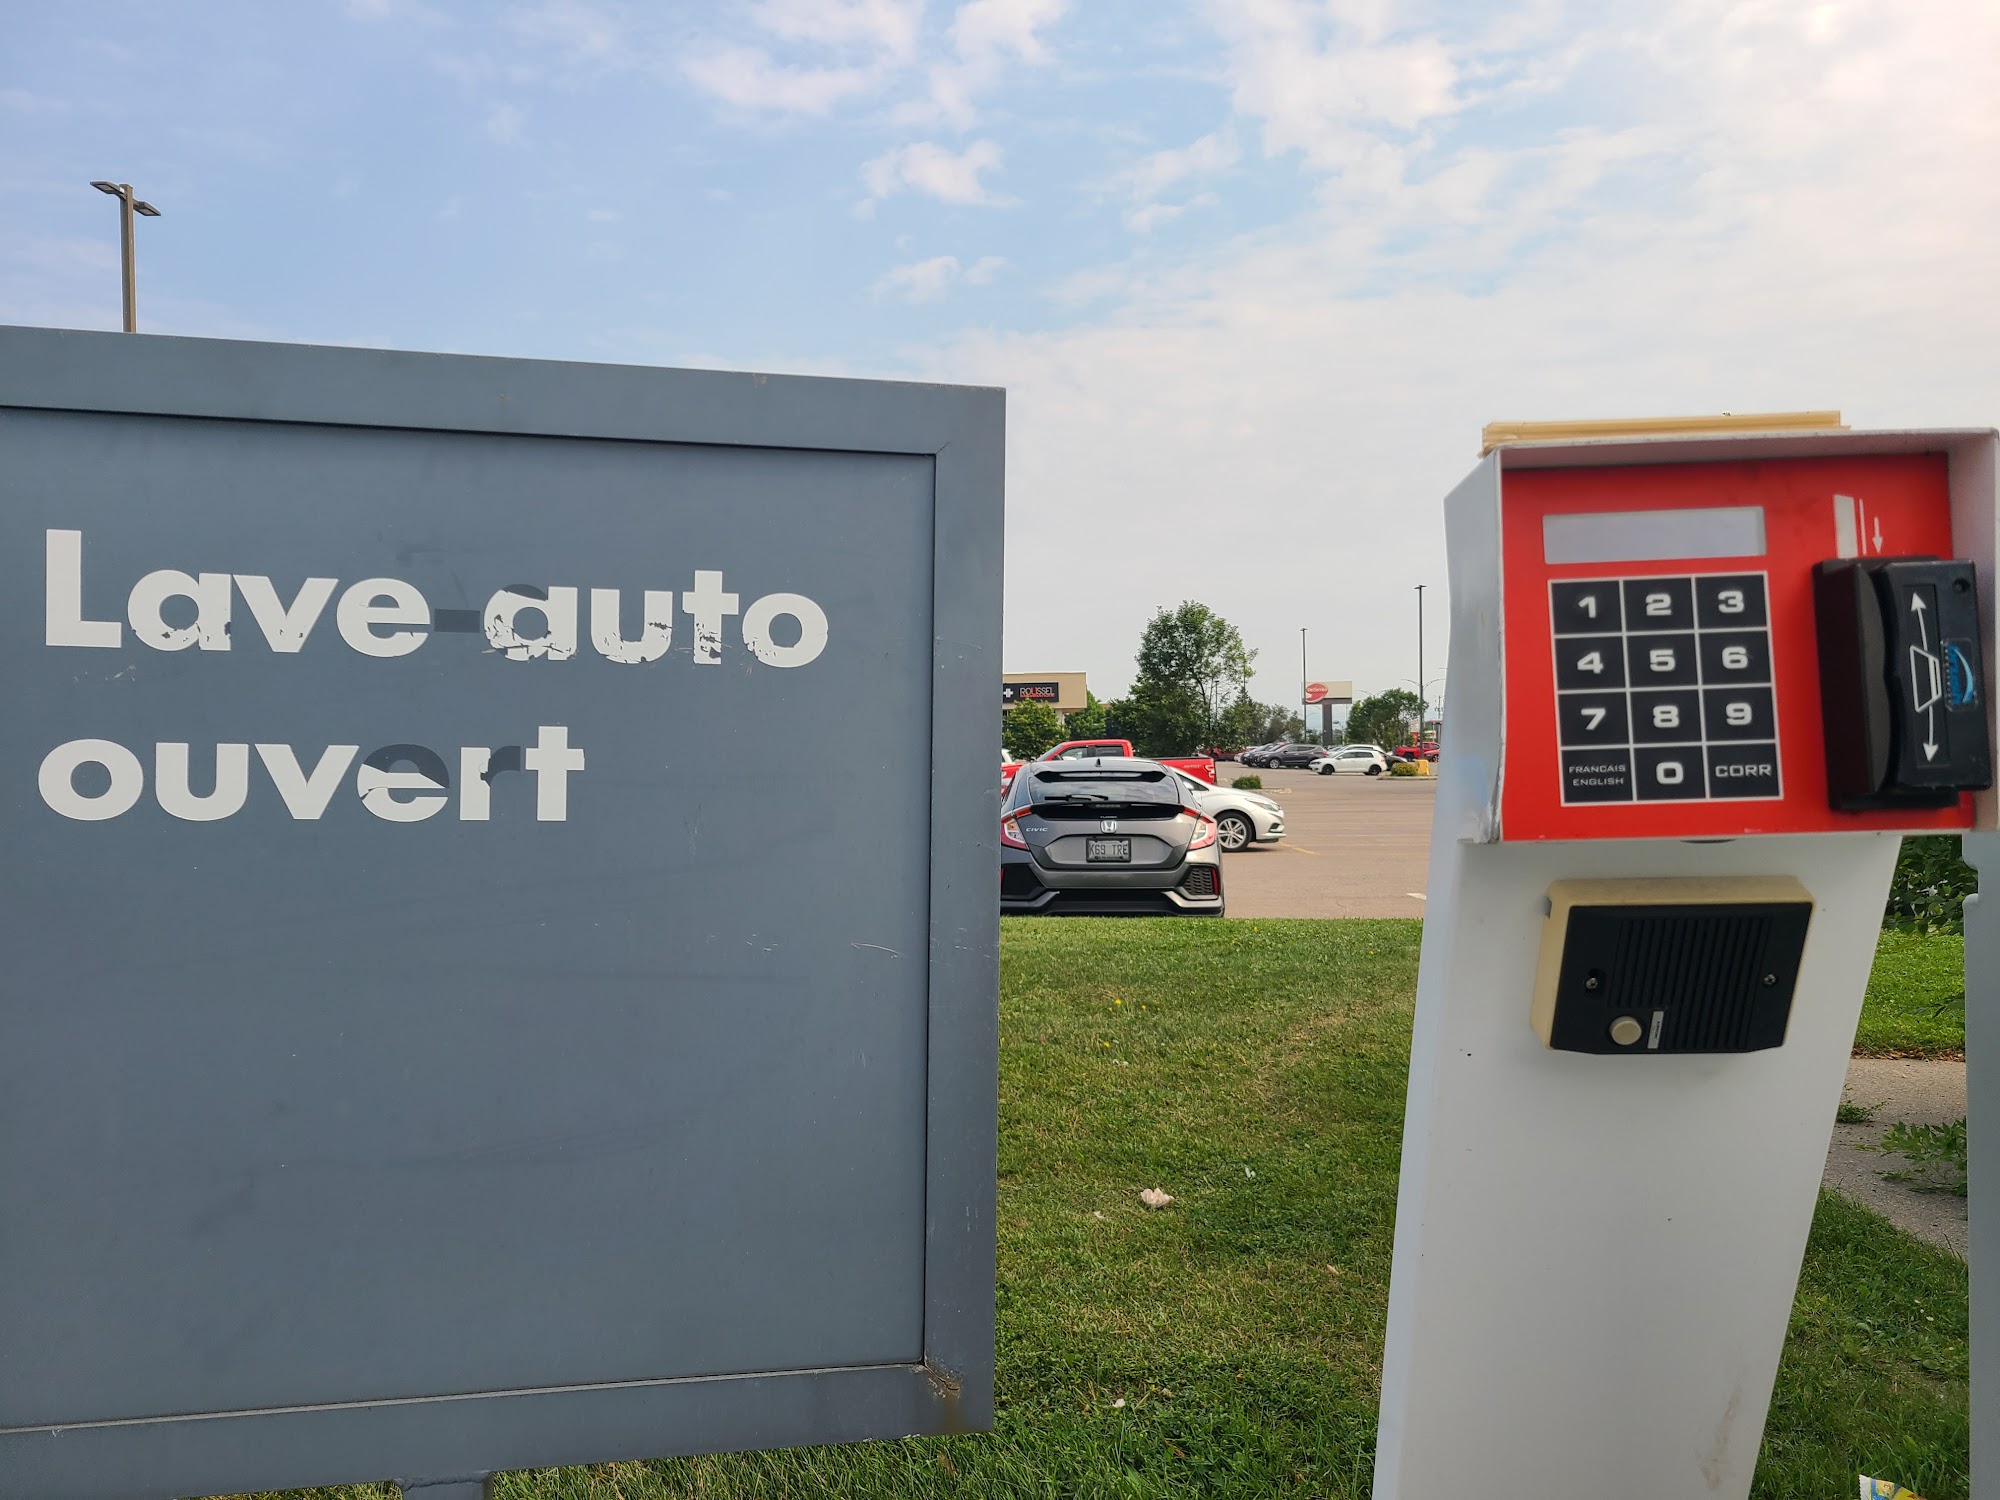 Lave-auto
ouvert
ROUSSEL
CIVIC
K69 TRE
1 2 3
4 5 6
7 8 9
FRANCAIS
ENGLISH
0 CORR